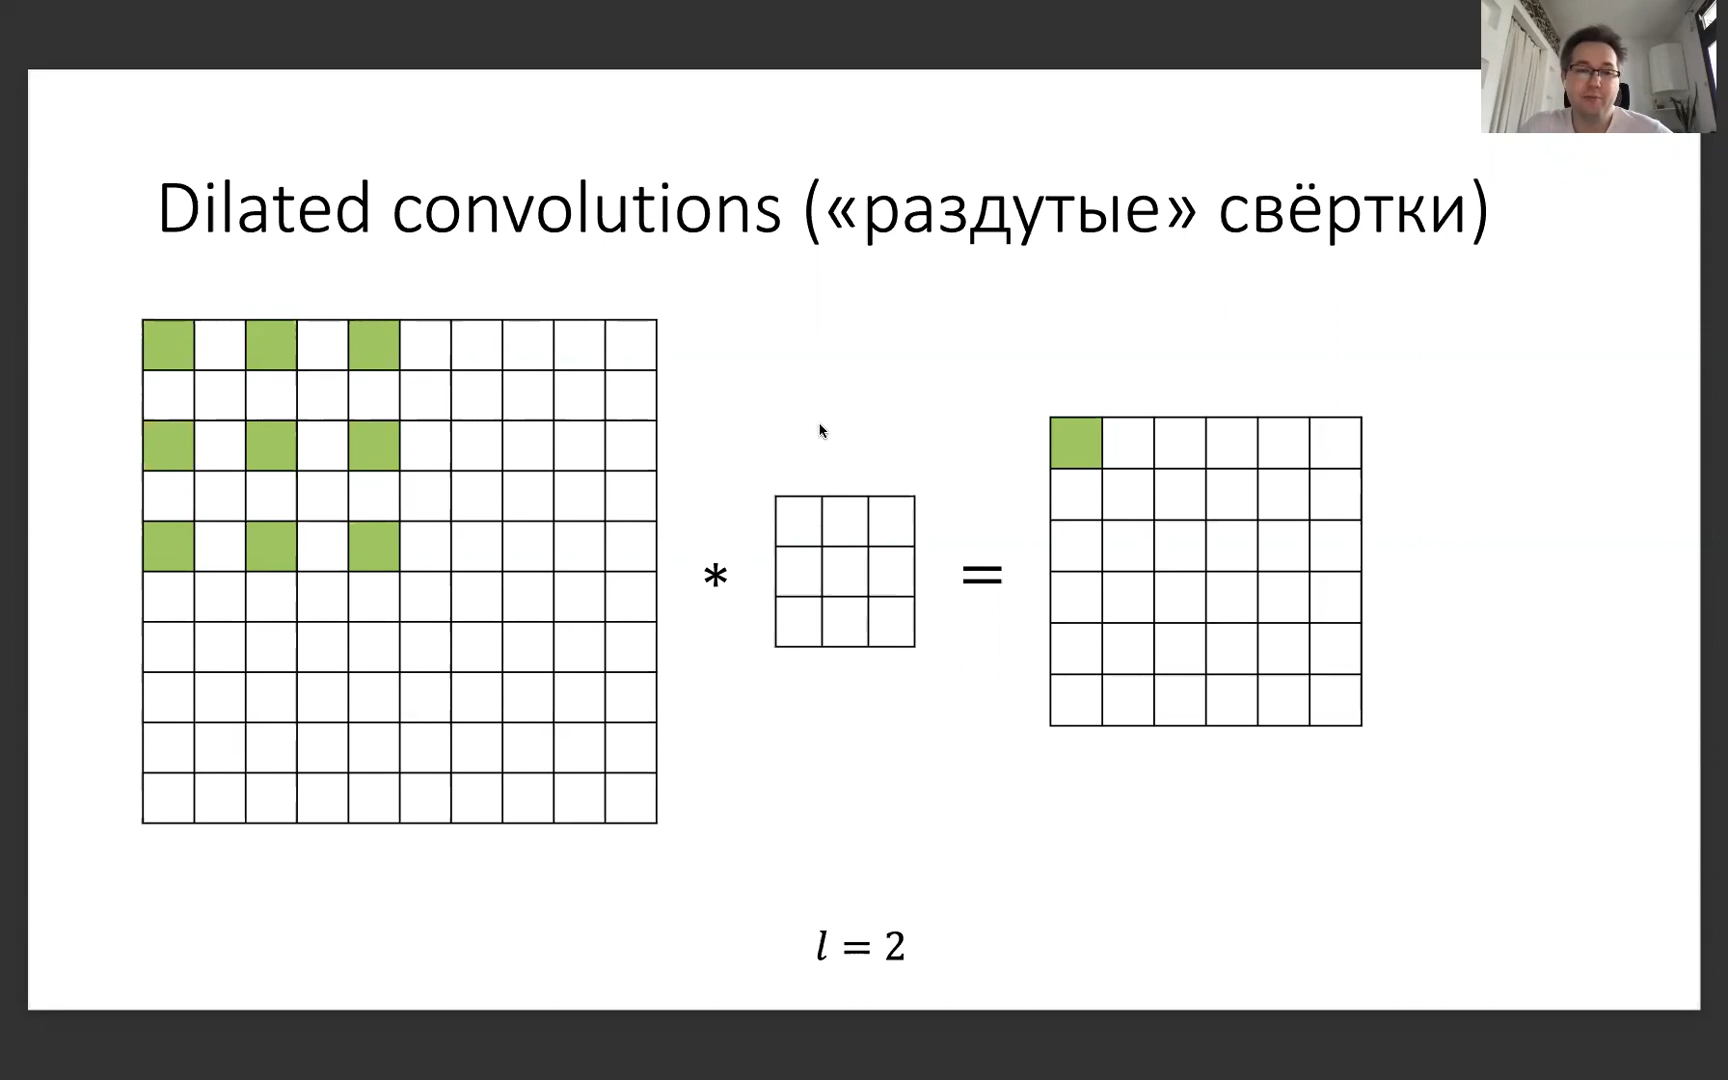 Dilated convolutions («раздутые» свёртки)
* =
l = 2